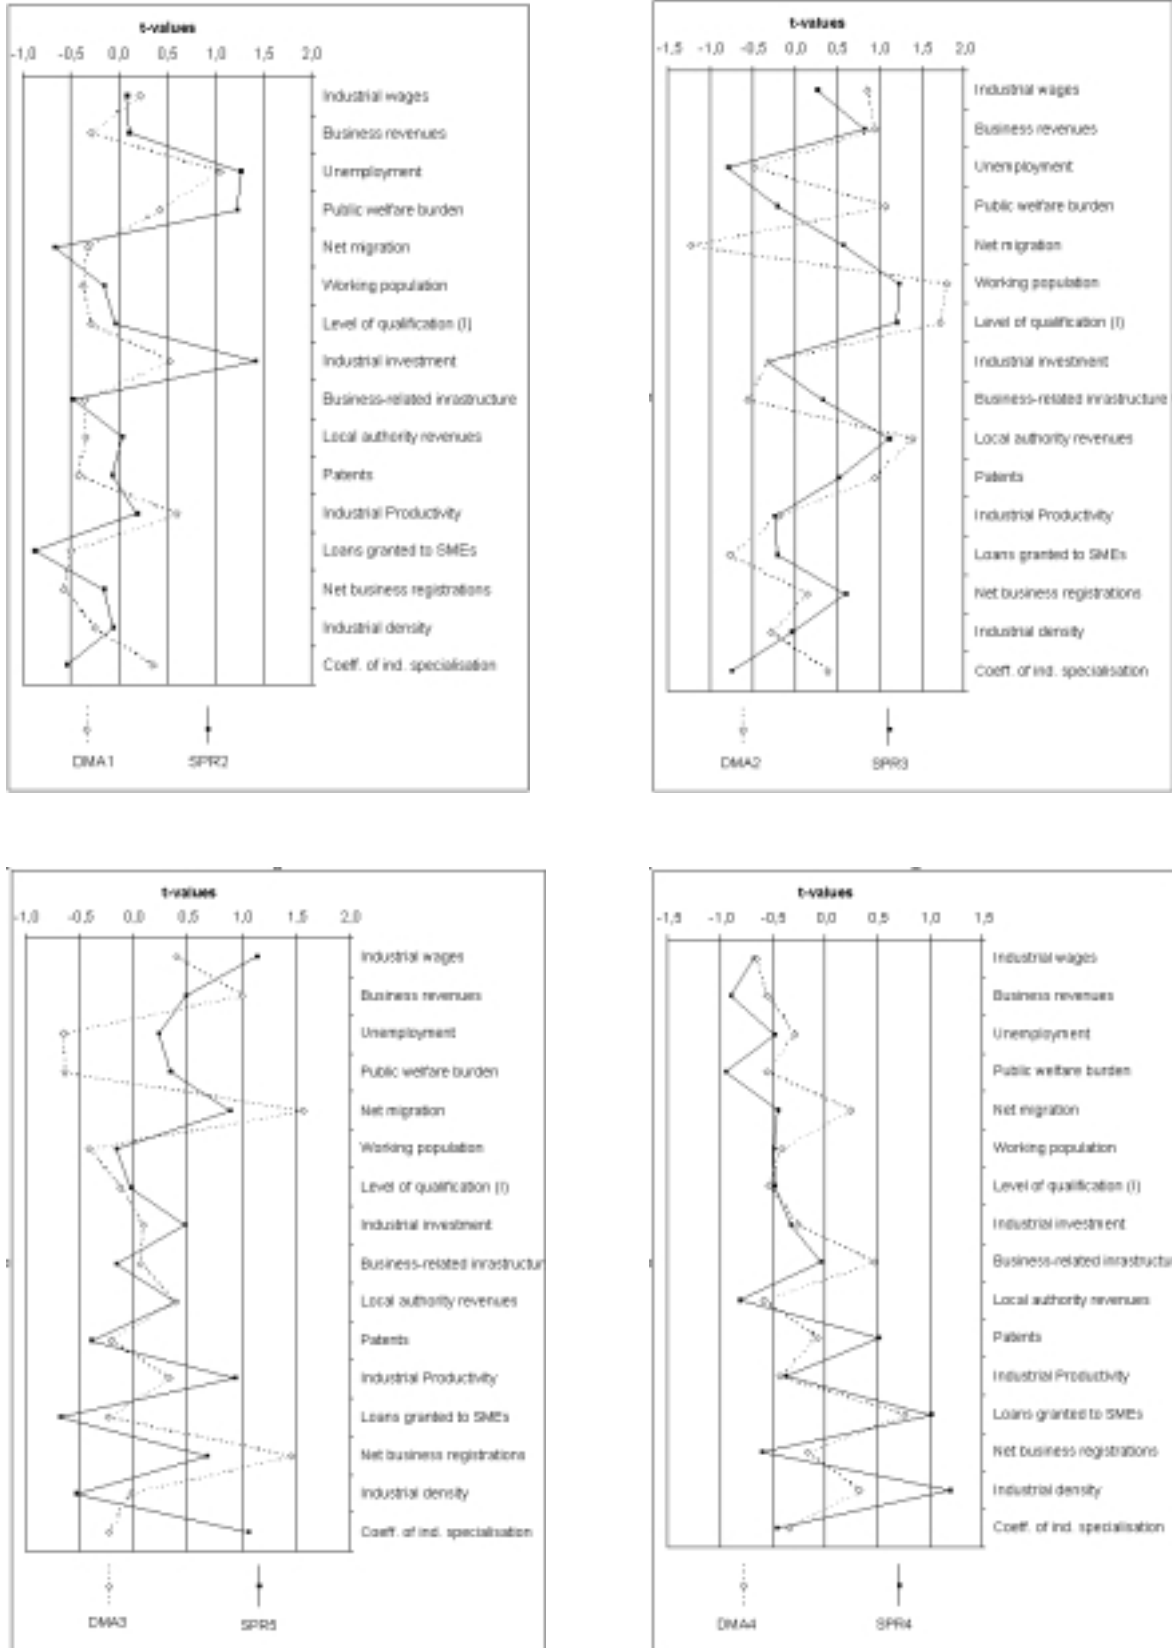 t-values
-1,0 -0,5 0,0 0,5 1,0 1,5 2,0
Industrial wages
Business revenues
Unemployment
Public welfare burden
Net migration
Working population
Level of qualification (I)
Industrial investment
Business-related inrastructure
Local authority revenues
Patents
Industrial Productivity
Loans granted to SMEs
Net business registrations
Industrial density
Coeff. of ind. specialisation
DMA1 SPR2
t-values
-1,5 -1,0 -0,5 0,0 0,5 1,0 1,5 2,0
Industrial wages
Business revenues
Unemployment
Public welfare burden
Net migration
Working population
Level of qualification (I)
Industrial investment
Business-related inrastructure
Local authority revenues
Patents
Industrial Productivity
Loans granted to SMEs
Net business registrations
Industrial density
Coeff. of ind. specialisation
DMA2 SPR3
t-values
-1,0 -0,5 0,0 0,5 1,0 1,5 2,0
Industrial wages
Business revenues
Unemployment
Public welfare burden
Net migration
Working population
Level of qualification (I)
Industrial investment
Business-related inrastructur
Local authority revenues
Patents
Industrial Productivity
Loans granted to SMEs
Net business registrations
Industrial density
Coeff. of ind. specialisation
DMA3 SPR5
t-values
-1,5 -1,0 -0,5 0,0 0,5 1,0 1,5
Industrial wages
Business revenues
Unemployment
Public welfare burden
Net migration
Working population
Level of qualification (I)
Industrial investment
Business-related inrastructu
Local authority revenues
Patents
Industrial Productivity
Loans granted to SMEs
Net business registrations
Industrial density
Coeff. of ind. specialisation
DMA4 SPR4